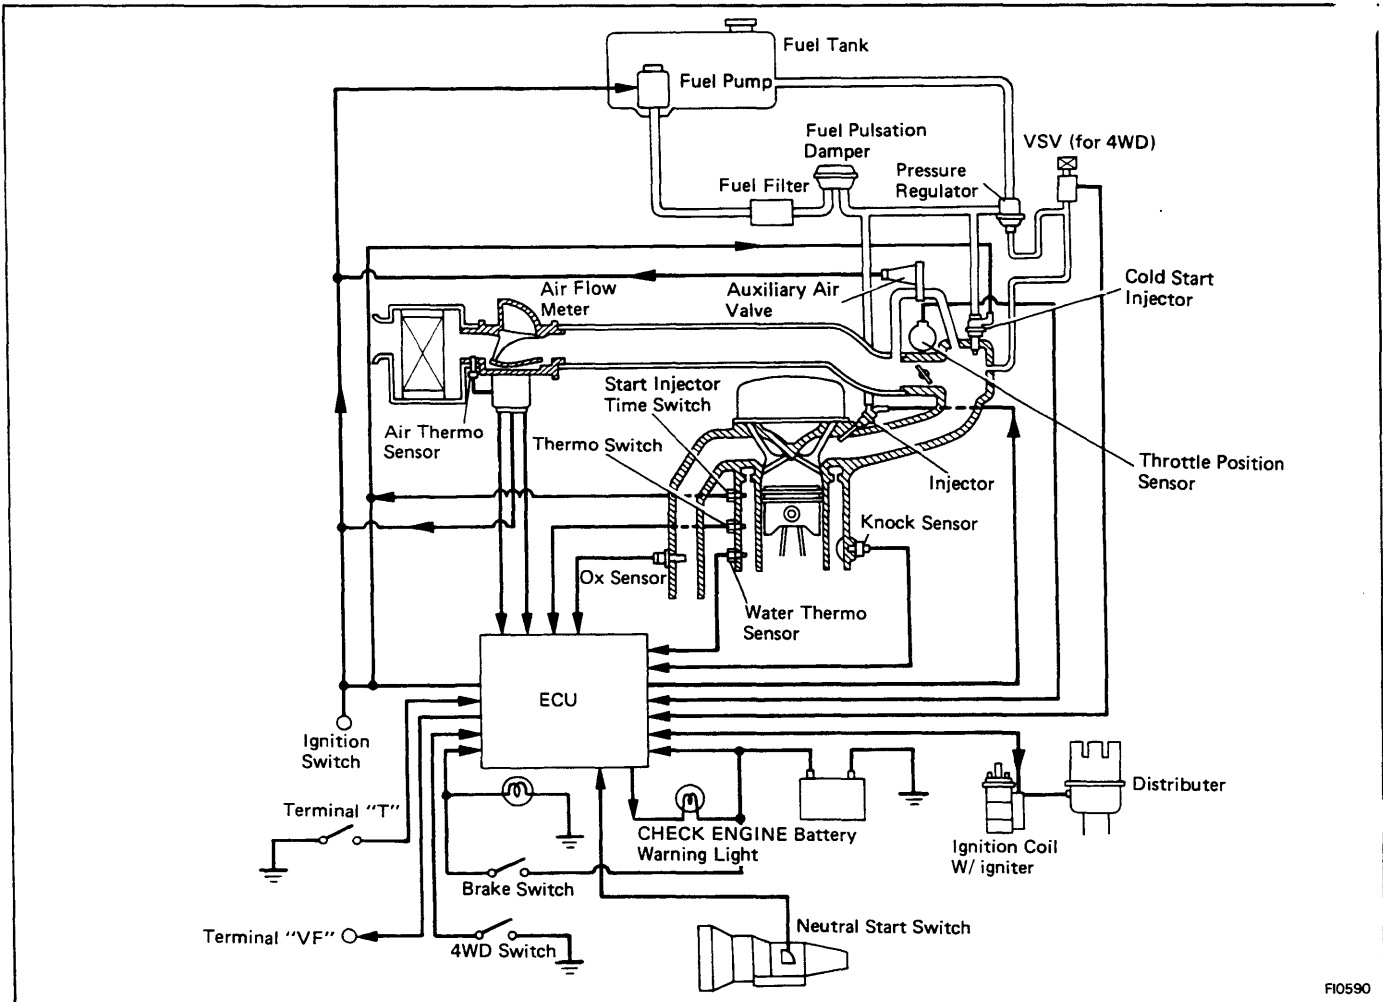 Fuel Tank
Fuel Pump
Fuel Pulsation
Damper
VSV (for 4WD)
Pressure
Regulator
Fuel Filter
Air Flow
Meter
Auxiliary Air
Valve
Cold Start
Injector
Start Injector
Time Switch
Air Thermo
Sensor
Thermo Switch
Injector
Throttle Position
Sensor
Knock Sensor
Ox Sensor
Water Thermo
Sensor
ECU
Ignition
Switch
Terminal "T"
CHECK ENGINE
Warning Light
Battery
Distributer
Ignition Coil
W/ igniter
Brake Switch
Terminal "VF"
4WD Switch
Neutral Start Switch
FI0590